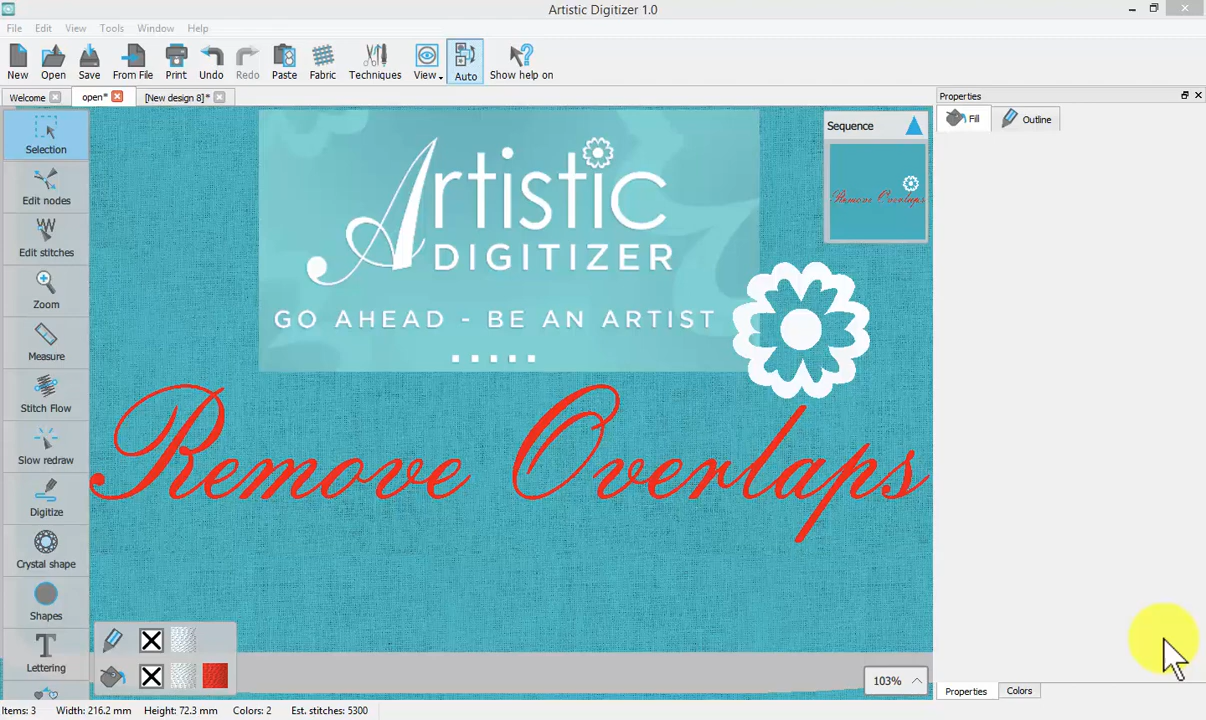 Artistic Digitizer 1.0
File Edit View Tools Window Help
New Open Save From File Print Undo Redo Paste Fabric Techniques View Auto Show help on
Welcome open* [New design 8]*
Properties
Fill Outline
Selection
Edit nodes
Edit stitches
Zoom
Measure
Stitch Flow
Slow redraw
Digitize
Crystal shape
Shapes
Lettering
Artistic
DIGITIZER
GO AHEAD - BE AN ARTIST
Remove Overlaps
Sequence
Remove Overlaps
103%
Properties Colors
Items: 3 Width: 216.2 mm Height: 72.3 mm Colors: 2 Est. stitches: 5300